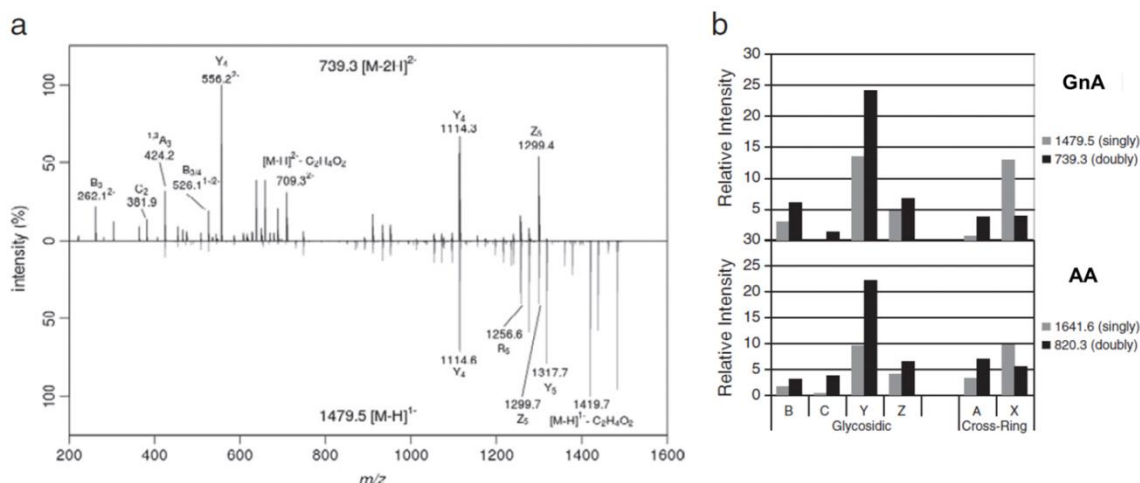 a
739.3 [M-2H]2-
Y4
556.22-
Y4
1114.3
Z5
1299.4
1,3A3
424.2
[M-H]2- - C2H4O2
709.32-
B3/4
526.11-2-
B3
262.12-
C2
381.9
100
50
0
50
100
intensity (%)
1256.6
R5
1114.6
Y4
1317.7
Y5
1299.7
Z5
1419.7
[M-H]1- - C2H4O2
1479.5 [M-H]1-
200 400 600 800 1000 1200 1400 1600
m/z
b
30
25
20
15
10
5
30
Relative Intensity
GnA
1479.5 (singly)
739.3 (doubly)
25
20
15
10
5
0
Relative Intensity
AA
1641.6 (singly)
820.3 (doubly)
B C Y Z A X
Glycosidic Cross-Ring